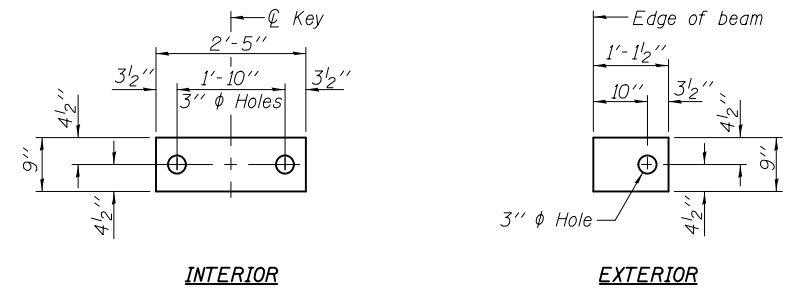 ℄ Key
2'-5"
3½" 1'-10" 3½"
3" ϕ Holes
4½"
9"
4½"
INTERIOR
Edge of beam
1'-1½"
10" 3½"
4½"
9"
4½"
3" ϕ Hole
EXTERIOR